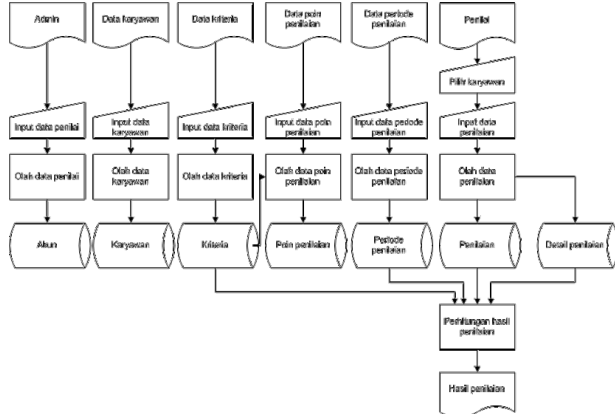 Admin
Data karyawan
Data kriteria
Data poin
penilaian
Data periode
penilaian
Penilai
Pilih karyawan
Input data penilai
Input data
karyawan
Input data kriteria
Input data poin
penilaian
Input data periode
penilaian
Input data
penilaian
Olah data penilai
Olah data
karyawan
Olah data kriteria
Olah data poin
penilaian
Olah data periode
penilaian
Olah data
penilaian
Akun
Karyawan
Kriteria
Poin penilaian
Periode
penilaian
Penilaian
Detail penilaian
Perhitungan hasil
penilaian
Hasil penilaian